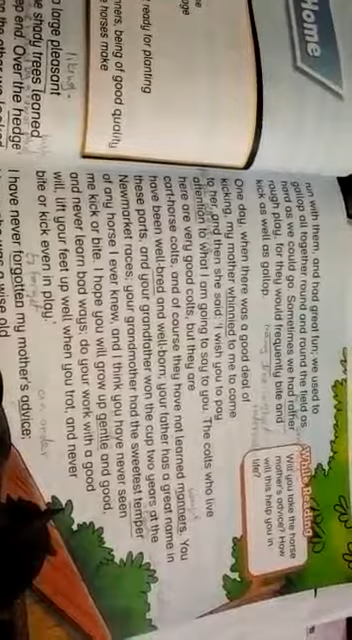 Home
ready for planting
being of good quality
horses make
large pleasant
shady trees leaned
end. Over the hedge
run with them, and had great fun; we used to
gallop all together round and round the field as
hard as we could go. Sometimes we had rather
rough play, for they would frequently bite and
kick as well as gallop.
One day, when there was a good deal of
kicking, my mother whinnied to me to come
to her, and then she said: 'I wish you to pay
attention to what I am going to say to you. The colts who live
here are very good colts, but they are
cart-horse colts, and of course they have not learned manners. You
have been well-bred and well-born; your father has a great name in
these parts, and your grandfather won the cup two years at the
Newmarket races; your grandmother had the sweetest temper
of any horse I ever knew, and I think you have never seen
me kick or bite. I hope you will grow up gentle and good,
and never learn bad ways; do your work with a good
will, lift your feet up well when you trot, and never
bite or kick even in play.'
I have never forgotten my mother's advice;
was a wise old
While Reading
Will you take the horse
mother's advice? How
will this help you in
life?